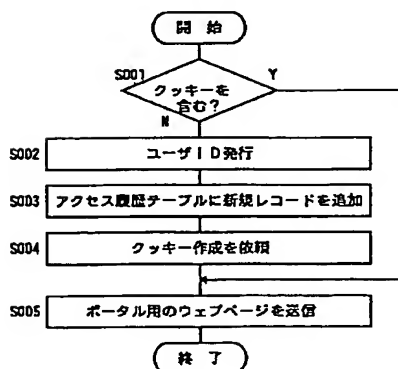 開始
S001
クッキーを
含む?
Y
N
S002
ユーザID発行
S003
アクセス履歴テーブルに新規レコードを追加
S004
クッキー作成を依頼
S005
ポータル用のウェブページを送信
終了